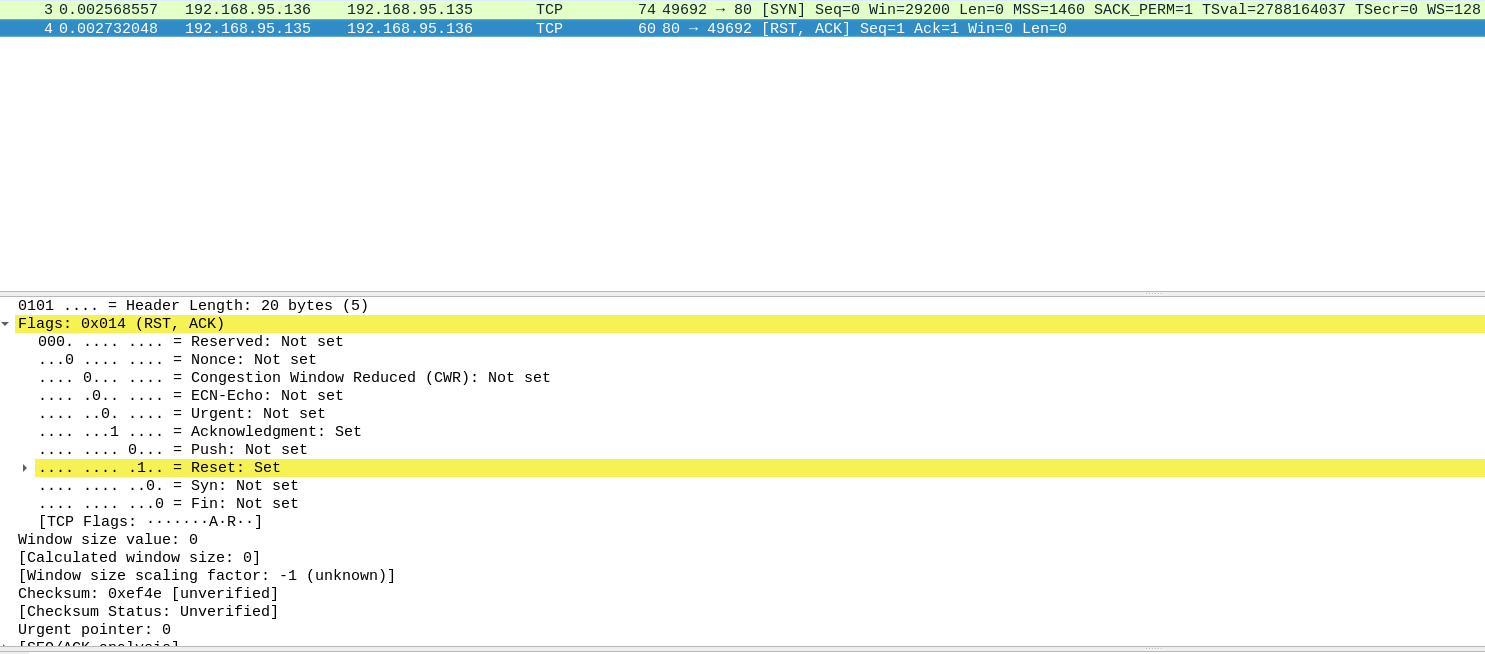 3 0.002568557 192.168.95.136 192.168.95.135 TCP 74 49692 → 80 [SYN] Seq=0 Win=29200 Len=0 MSS=1460 SACK_PERM=1 TSval=2788164037 TSecr=0 WS=128
4 0.002732048 192.168.95.135 192.168.95.136 TCP 60 80 → 49692 [RST, ACK] Seq=1 Ack=1 Win=0 Len=0
0101 .... = Header Length: 20 bytes (5)
Flags: 0x014 (RST, ACK)
000. .... .... = Reserved: Not set
...0 .... .... = Nonce: Not set
.... 0... .... = Congestion Window Reduced (CWR): Not set
.... .0.. .... = ECN-Echo: Not set
.... ..0. .... = Urgent: Not set
.... ...1 .... = Acknowledgment: Set
.... .... 0... = Push: Not set
.... .... .1.. = Reset: Set
.... .... ..0. = Syn: Not set
.... .... ...0 = Fin: Not set
[TCP Flags: ·······A·R··]
Window size value: 0
[Calculated window size: 0]
[Window size scaling factor: -1 (unknown)]
Checksum: 0xef4e [unverified]
[Checksum Status: Unverified]
Urgent pointer: 0
[SEQ/ACK analysis]